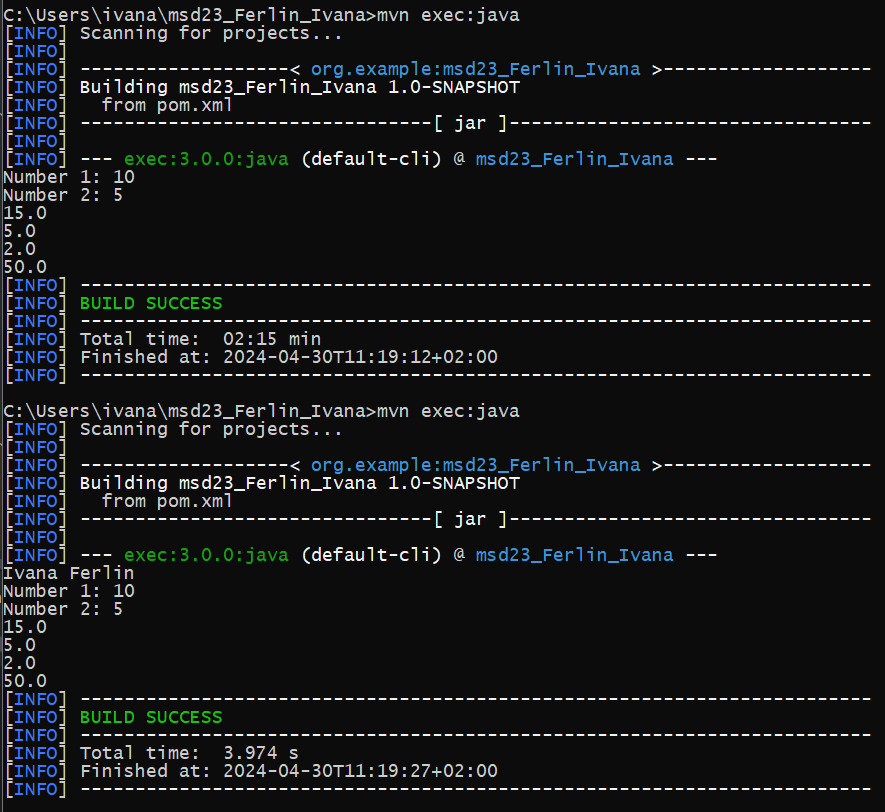 C:\Users\ivana\msd23_Ferlin_Ivana>mvn exec:java
[INFO] Scanning for projects...
[INFO]
[INFO] -------------------< org.example:msd23_Ferlin_Ivana >-------------------
[INFO] Building msd23_Ferlin_Ivana 1.0-SNAPSHOT
[INFO]   from pom.xml
[INFO] --------------------------------[ jar ]---------------------------------
[INFO]
[INFO] --- exec:3.0.0:java (default-cli) @ msd23_Ferlin_Ivana ---
Number 1: 10
Number 2: 5
15.0
5.0
2.0
50.0
[INFO] ------------------------------------------------------------------------
[INFO] BUILD SUCCESS
[INFO] ------------------------------------------------------------------------
[INFO] Total time:  02:15 min
[INFO] Finished at: 2024-04-30T11:19:12+02:00
[INFO] ------------------------------------------------------------------------
C:\Users\ivana\msd23_Ferlin_Ivana>mvn exec:java
[INFO] Scanning for projects...
[INFO]
[INFO] -------------------< org.example:msd23_Ferlin_Ivana >-------------------
[INFO] Building msd23_Ferlin_Ivana 1.0-SNAPSHOT
[INFO]   from pom.xml
[INFO] --------------------------------[ jar ]---------------------------------
[INFO]
[INFO] --- exec:3.0.0:java (default-cli) @ msd23_Ferlin_Ivana ---
Ivana Ferlin
Number 1: 10
Number 2: 5
15.0
5.0
2.0
50.0
[INFO] ------------------------------------------------------------------------
[INFO] BUILD SUCCESS
[INFO] ------------------------------------------------------------------------
[INFO] Total time:  3.974 s
[INFO] Finished at: 2024-04-30T11:19:27+02:00
[INFO] ------------------------------------------------------------------------